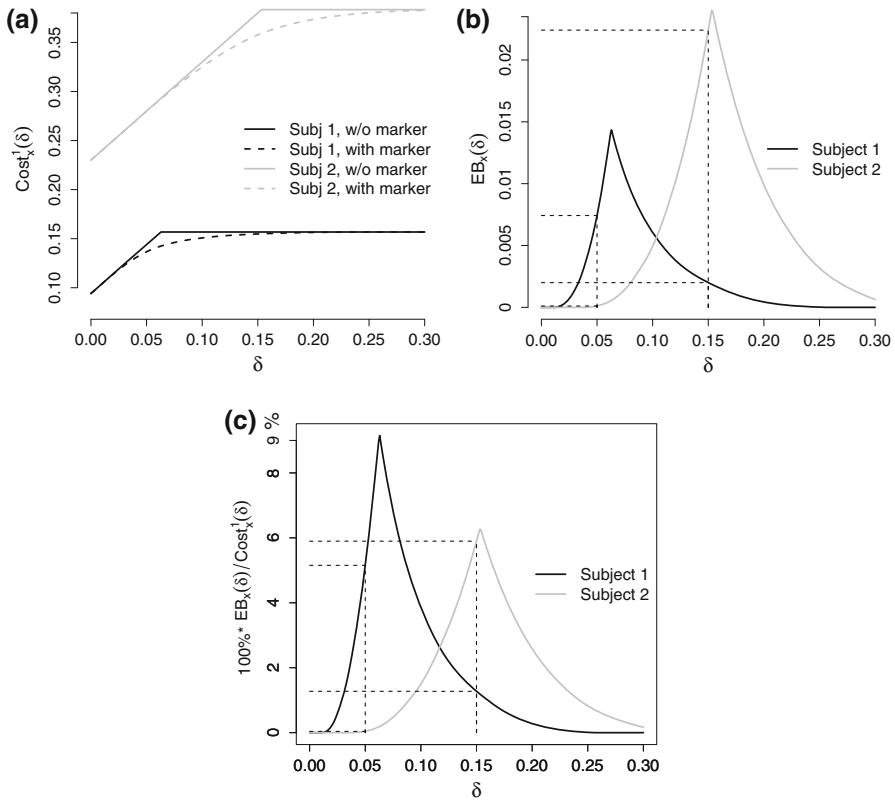 (a)
Cost¹ₓ(δ)
0.35
0.30
0.25
0.20
0.15
0.10
Subj 1, w/o marker
Subj 1, with marker
Subj 2, w/o marker
Subj 2, with marker
0.00 0.05 0.10 0.15 0.20 0.25 0.30
δ
(b)
EBₓ(δ)
0.02
0.015
0.01
0.005
0
Subject 1
Subject 2
0.00 0.05 0.10 0.15 0.20 0.25 0.30
δ
(c)
%
100%* EBₓ(δ)/Cost¹ₓ(δ)
9
8
6
4
2
0
Subject 1
Subject 2
0.00 0.05 0.10 0.15 0.20 0.25 0.30
δ